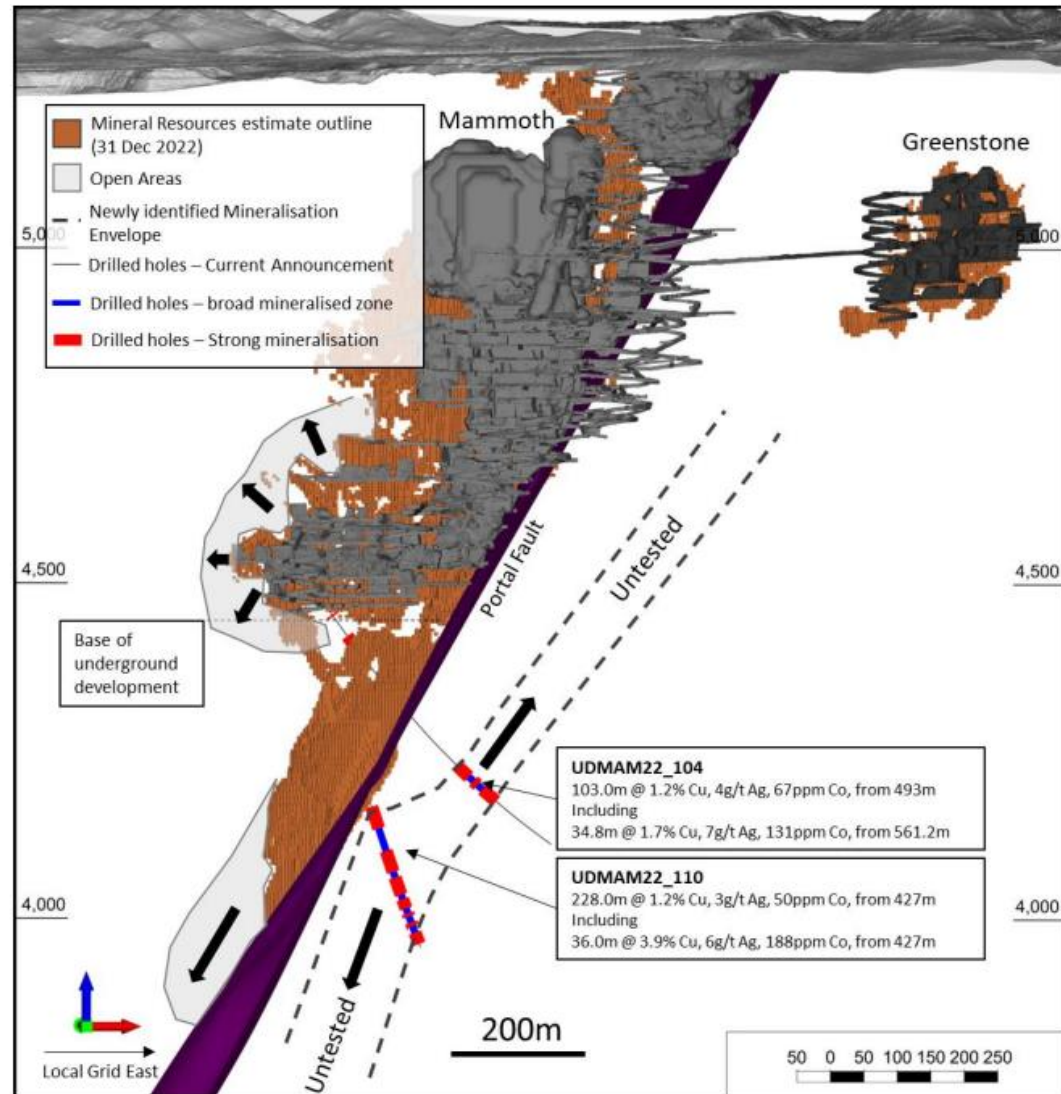 Mineral Resources estimate outline
(31 Dec 2022)
Open Areas
Newly identified Mineralisation
Envelope
Drilled holes – Current Announcement
Drilled holes – broad mineralised zone
Drilled holes – Strong mineralisation
Mammoth
Greenstone
5,000
5,000
Portal Fault
Untested
4,500
4,500
Base of
underground
development
UDMAM22_104
103.0m @ 1.2% Cu, 4g/t Ag, 67ppm Co, from 493m
Including
34.8m @ 1.7% Cu, 7g/t Ag, 131ppm Co, from 561.2m
UDMAM22_110
228.0m @ 1.2% Cu, 3g/t Ag, 50ppm Co, from 427m
Including
36.0m @ 3.9% Cu, 6g/t Ag, 188ppm Co, from 427m
4,000
4,000
Untested
200m
Local Grid East
50 0 50 100 150 200 250